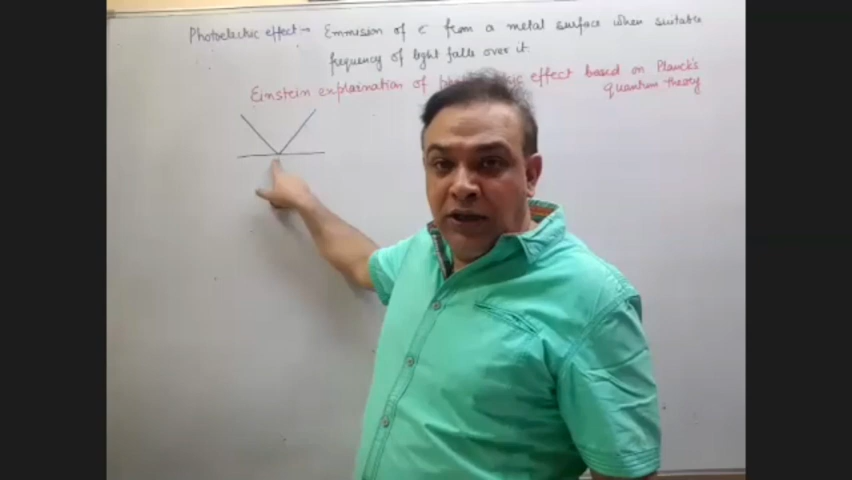 Photoelectric effect → Emmision of e⁻ from a metal surface when suitable
frequency of light falls over it.
Einstein explaination of effect based on Planck's
quantum theory